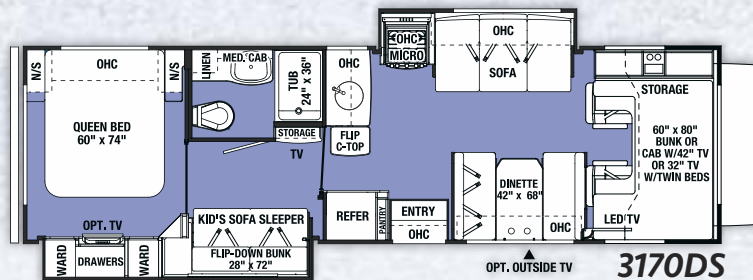 N/S
OHC
N/S
QUEEN BED
60" x 74"
OPT. TV
WARD
DRAWERS
WARD
LINEN
MED. CAB
TUB
24" x 36"
STORAGE
TV
KID'S SOFA SLEEPER
FLIP-DOWN BUNK
28" x 72"
OHC
FLIP
C-TOP
REFER
PANTRY
ENTRY
OHC
OHC
MICRO
OHC
SOFA
DINETTE
42" x 68"
OHC
STORAGE
60" x 80"
BUNK OR
CAB W/42" TV
OR 32" TV
W/TWIN BEDS
LED TV
OPT. OUTSIDE TV
3170DS